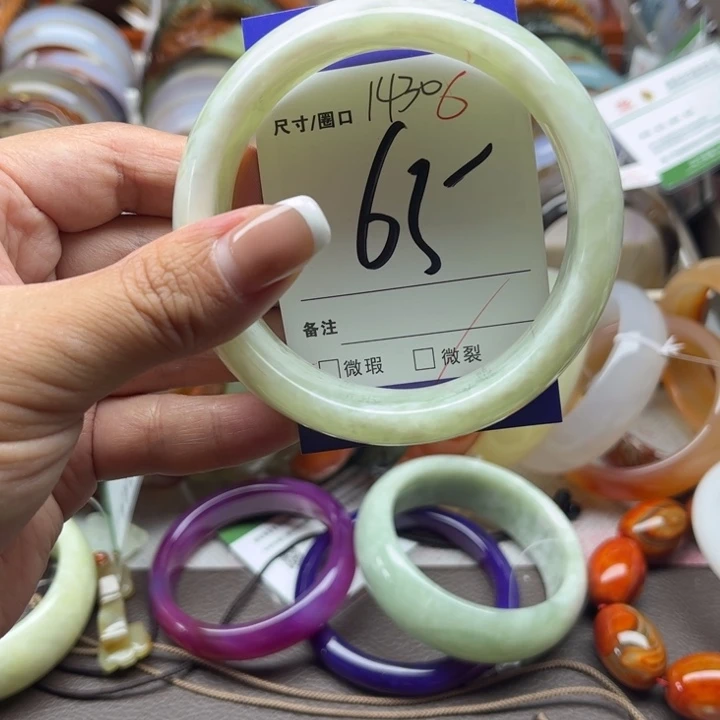 尺寸/圈口 14306
65-
备注
□微瑕 □微裂